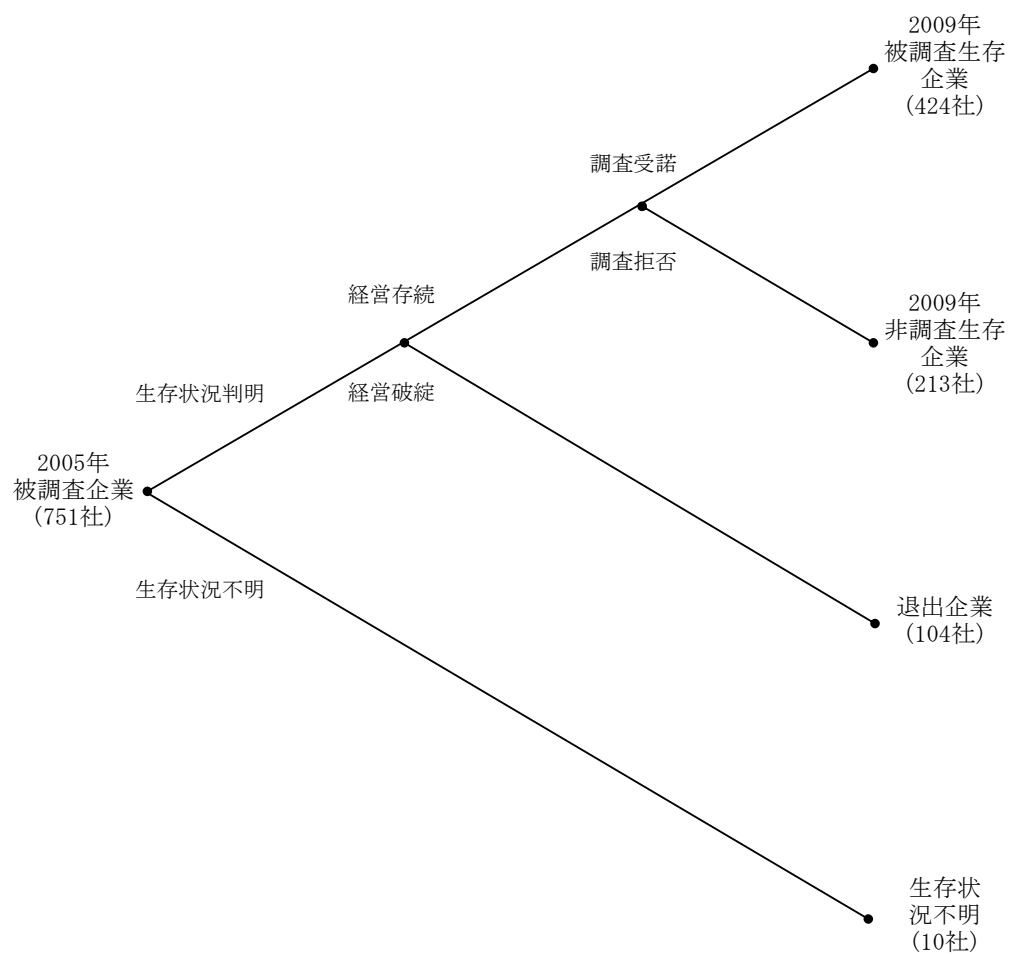 2009年
被調査生存
企業
(424社)
調査受諾
調査拒否
経営存続
2009年
非調査生存
企業
(213社)
生存状況判明
経営破綻
2005年
被調査企業
(751社)
生存状況不明
退出企業
(104社)
生存状
況不明
(10社)